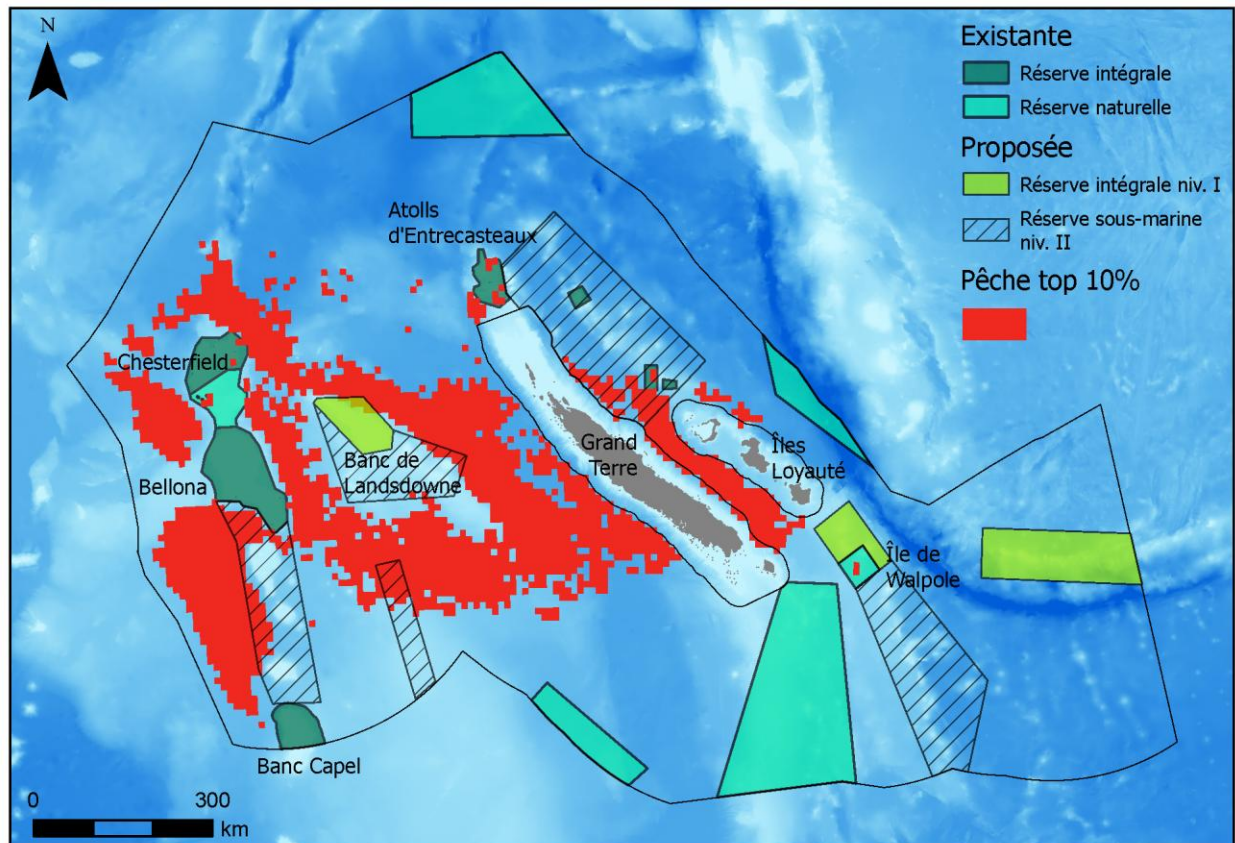 N
Existante
Réserve intégrale
Réserve naturelle
Proposée
Réserve intégrale niv. I
Réserve sous-marine
niv. II
Pêche top 10%
Atolls
d'Entrecasteaux
Chesterfield
Banc de
Landsdowne
Grand
Terre
Îles
Loyauté
Bellona
Île de
Walpole
Banc Capel
0
300
km